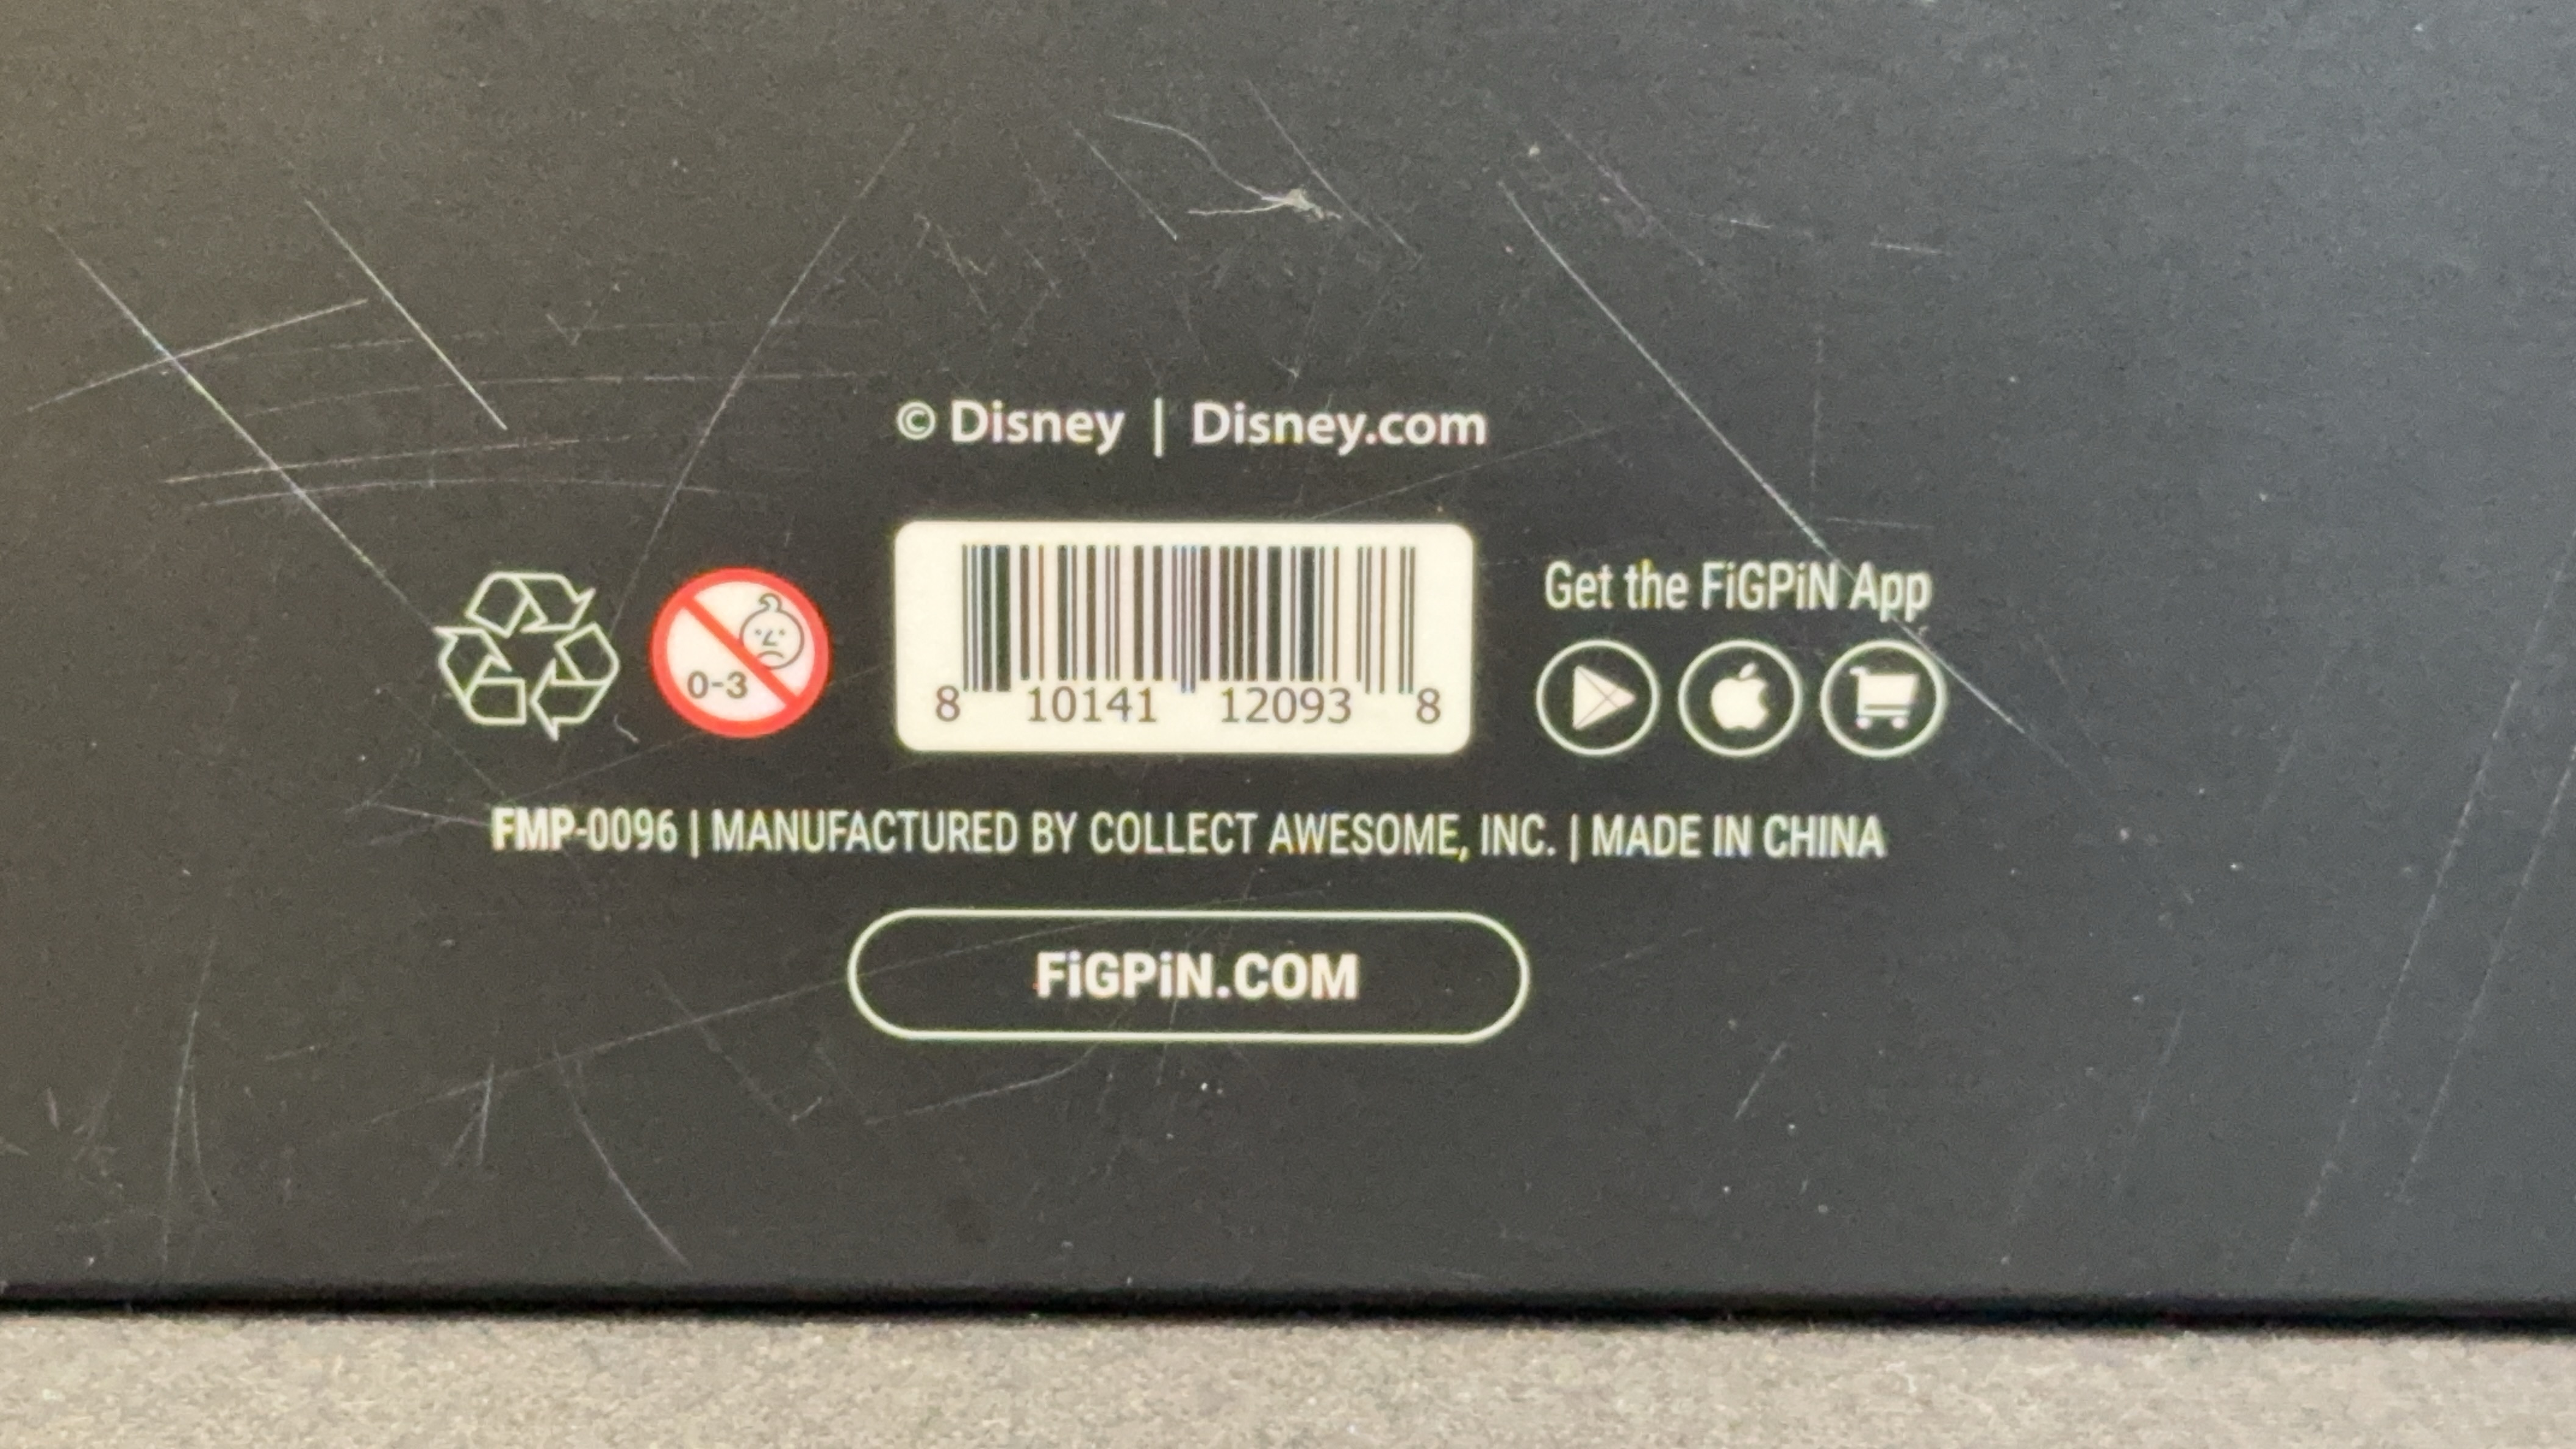 © Disney | Disney.com
0-3
8 10141 12093 8
Get the FiGPiN App
FMP-0096 | MANUFACTURED BY COLLECT AWESOME, INC. | MADE IN CHINA
FiGPiN.COM